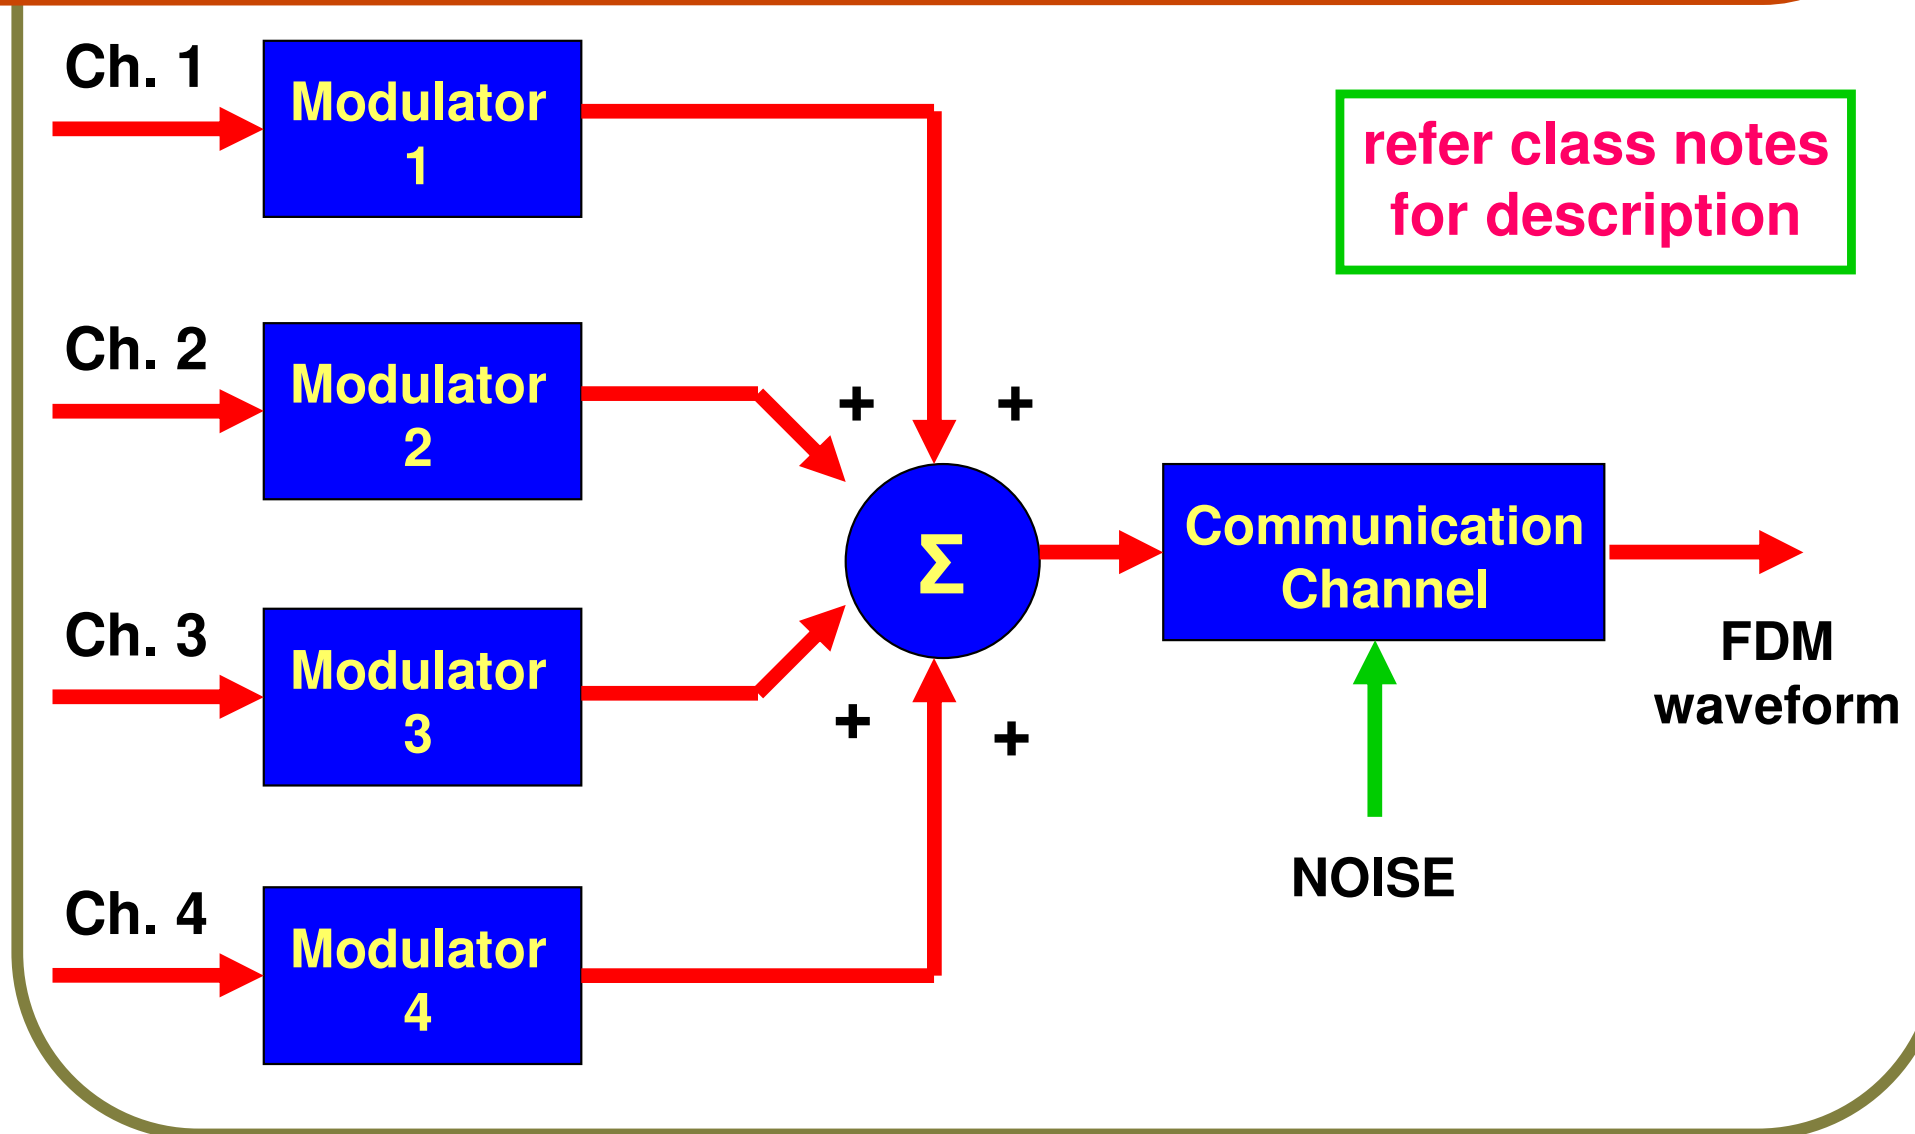 Ch. 1
Modulator
1
refer class notes
for description
Ch. 2
Modulator
2
+ +
Σ
Communication
Channel
Ch. 3
Modulator
3
FDM
waveform
+ +
NOISE
Ch. 4
Modulator
4